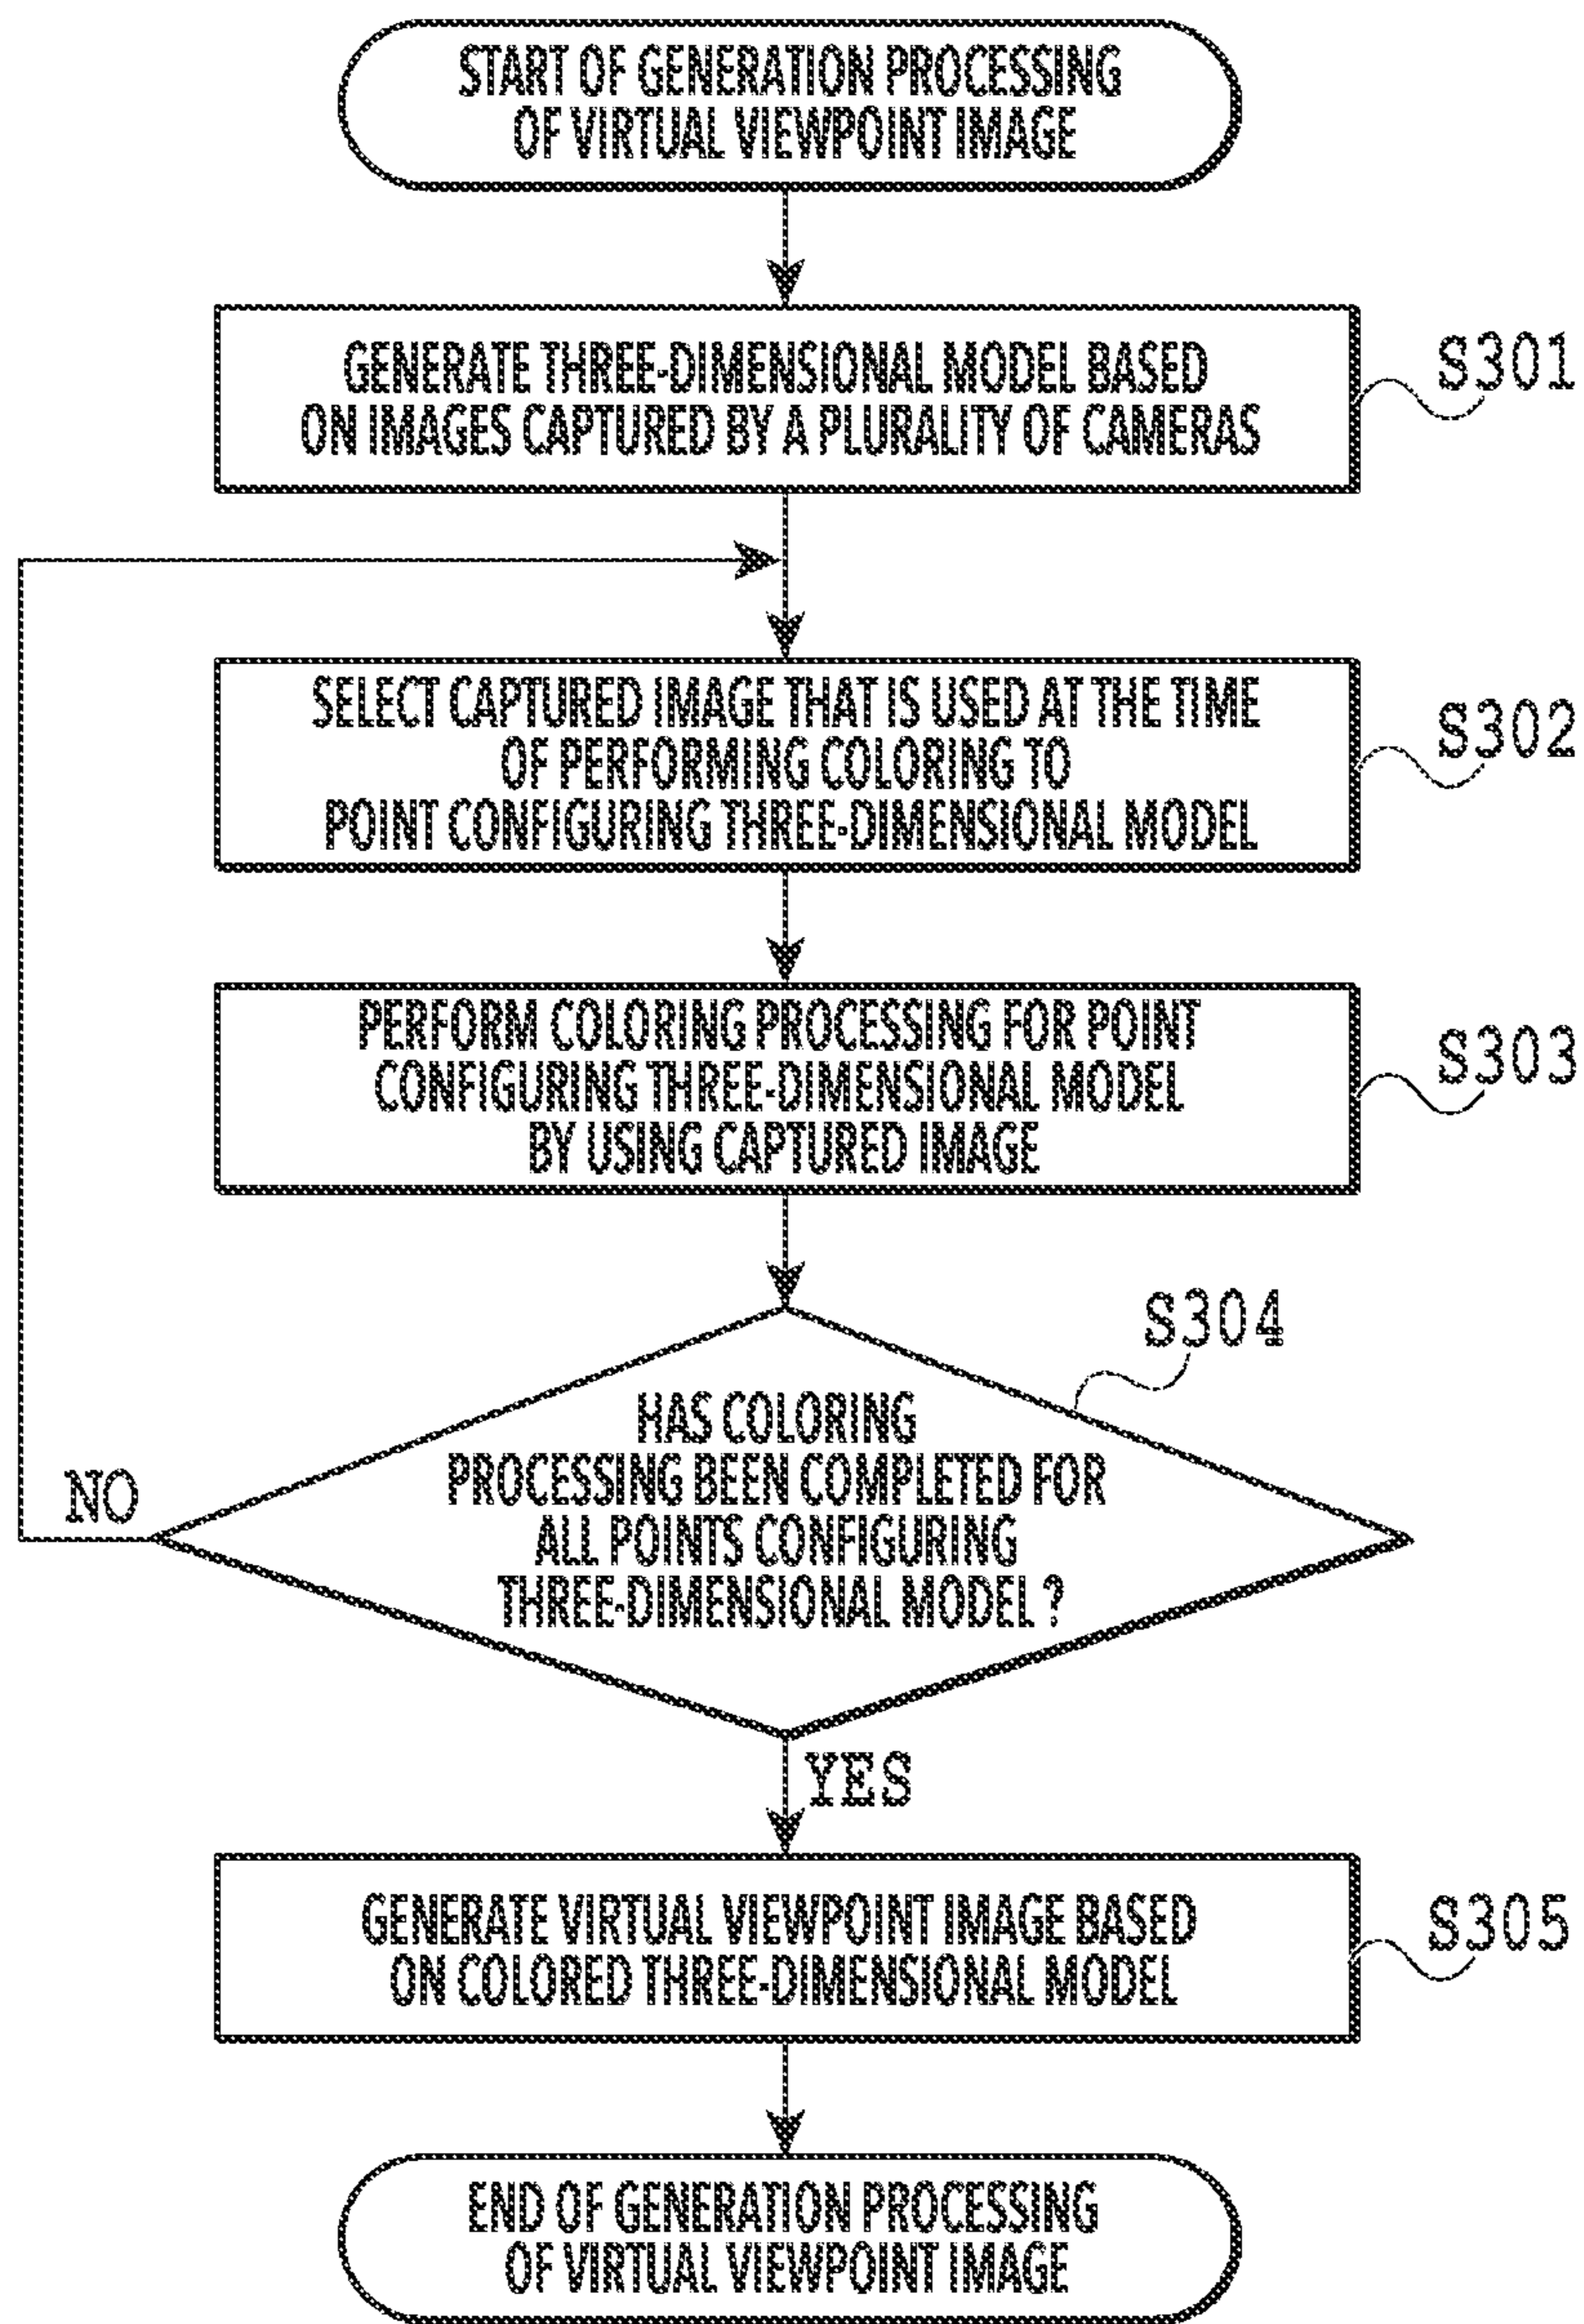 START OF GENERATION PROCESSING
OF VIRTUAL VIEWPOINT IMAGE
GENERATE THREE-DIMENSIONAL MODEL BASED
ON IMAGES CAPTURED BY A PLURALITY OF CAMERAS
S301
SELECT CAPTURED IMAGE THAT IS USED AT THE TIME
OF PERFORMING COLORING TO
POINT CONFIGURING THREE-DIMENSIONAL MODEL
S302
PERFORM COLORING PROCESSING FOR POINT
CONFIGURING THREE-DIMENSIONAL MODEL
BY USING CAPTURED IMAGE
S303
S304
HAS COLORING
PROCESSING BEEN COMPLETED FOR
ALL POINTS CONFIGURING
THREE-DIMENSIONAL MODEL ?
NO
YES
GENERATE VIRTUAL VIEWPOINT IMAGE BASED
ON COLORED THREE-DIMENSIONAL MODEL
S305
END OF GENERATION PROCESSING
OF VIRTUAL VIEWPOINT IMAGE